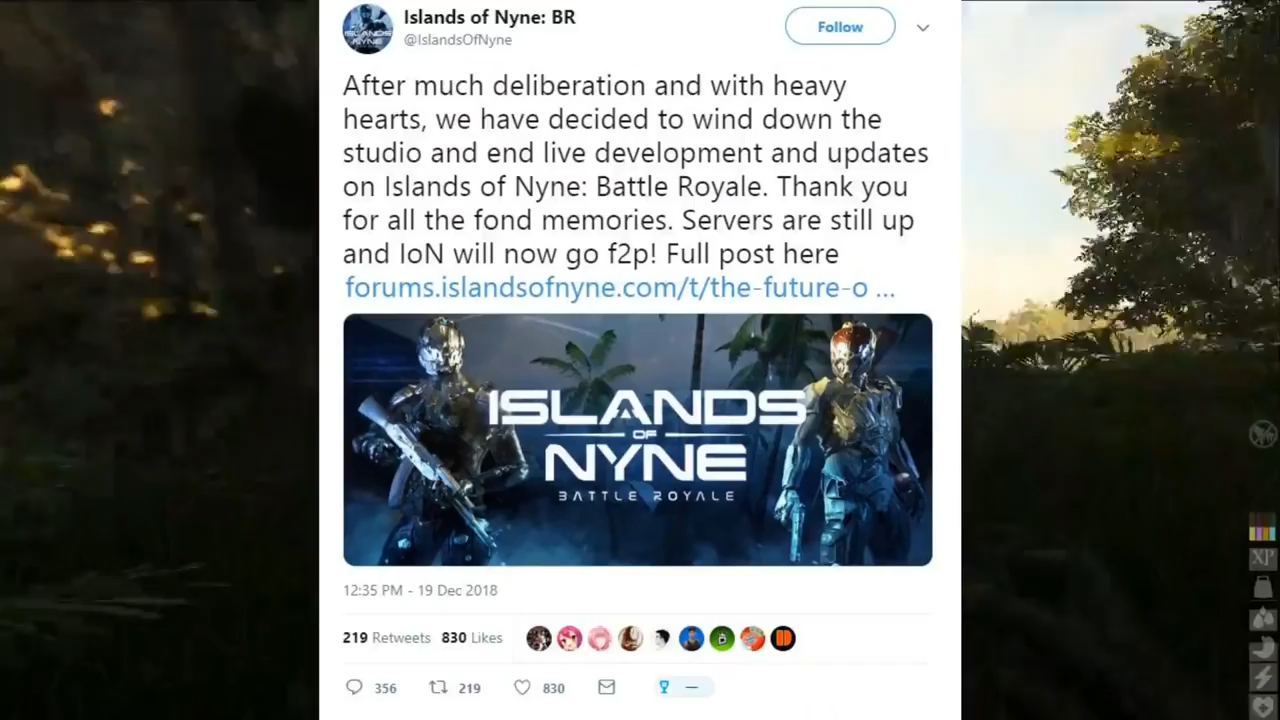 Islands of Nyne: BR
@IslandsOfNyne
Follow
After much deliberation and with heavy
hearts, we have decided to wind down the
studio and end live development and updates
on Islands of Nyne: Battle Royale. Thank you
for all the fond memories. Servers are still up
and IoN will now go f2p! Full post here
forums.islandsofnyne.com/t/the-future-o ...
ISLANDS
OF
NYNE
BATTLE ROYALE
12:35 PM - 19 Dec 2018
219 Retweets 830 Likes
356 219 830 —
XP